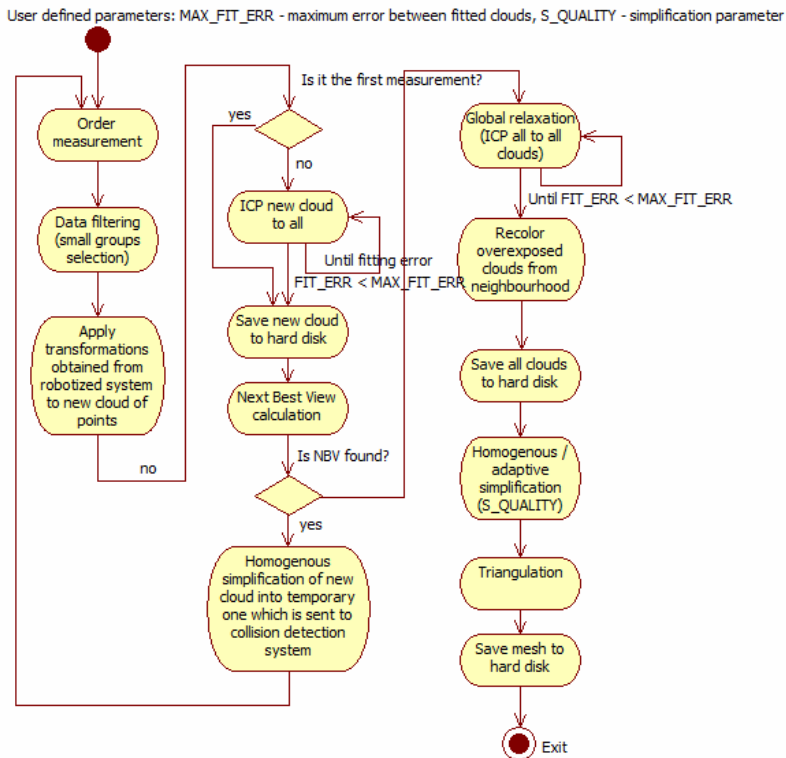 User defined parameters: MAX_FIT_ERR - maximum error between fitted clouds, S_QUALITY - simplification parameter
Order
measurement
Data filtering
(small groups
selection)
Apply
transformations
obtained from
robotized system
to new cloud of
points
no
Is it the first measurement?
yes
no
ICP new cloud
to all
Until fitting error
FIT_ERR < MAX_FIT_ERR
Save new cloud
to hard disk
Next Best View
calculation
Is NBV found?
yes
Homogenous
simplification of new
cloud into temporary
one which is sent to
collision detection
system
Global relaxation
(ICP all to all
clouds)
Until FIT_ERR < MAX_FIT_ERR
Recolor
overexposed
clouds from
neighbourhood
Save all clouds
to hard disk
Homogenous /
adaptive
simplification
(S_QUALITY)
Triangulation
Save mesh to
hard disk
Exit